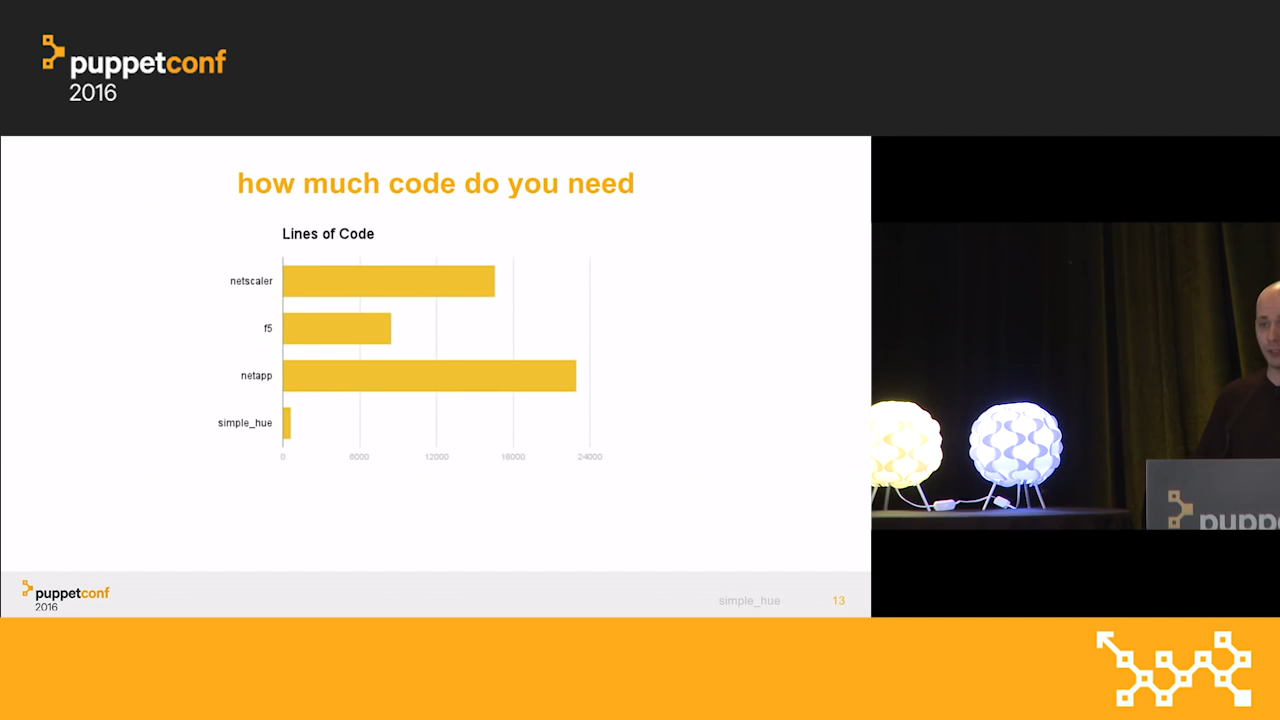 puppetconf
2016
how much code do you need
Lines of Code
netscaler
f5
netapp
simple_hue
0 6000 12000 18000 24000
puppetconf
2016
simple_hue 13
pupp